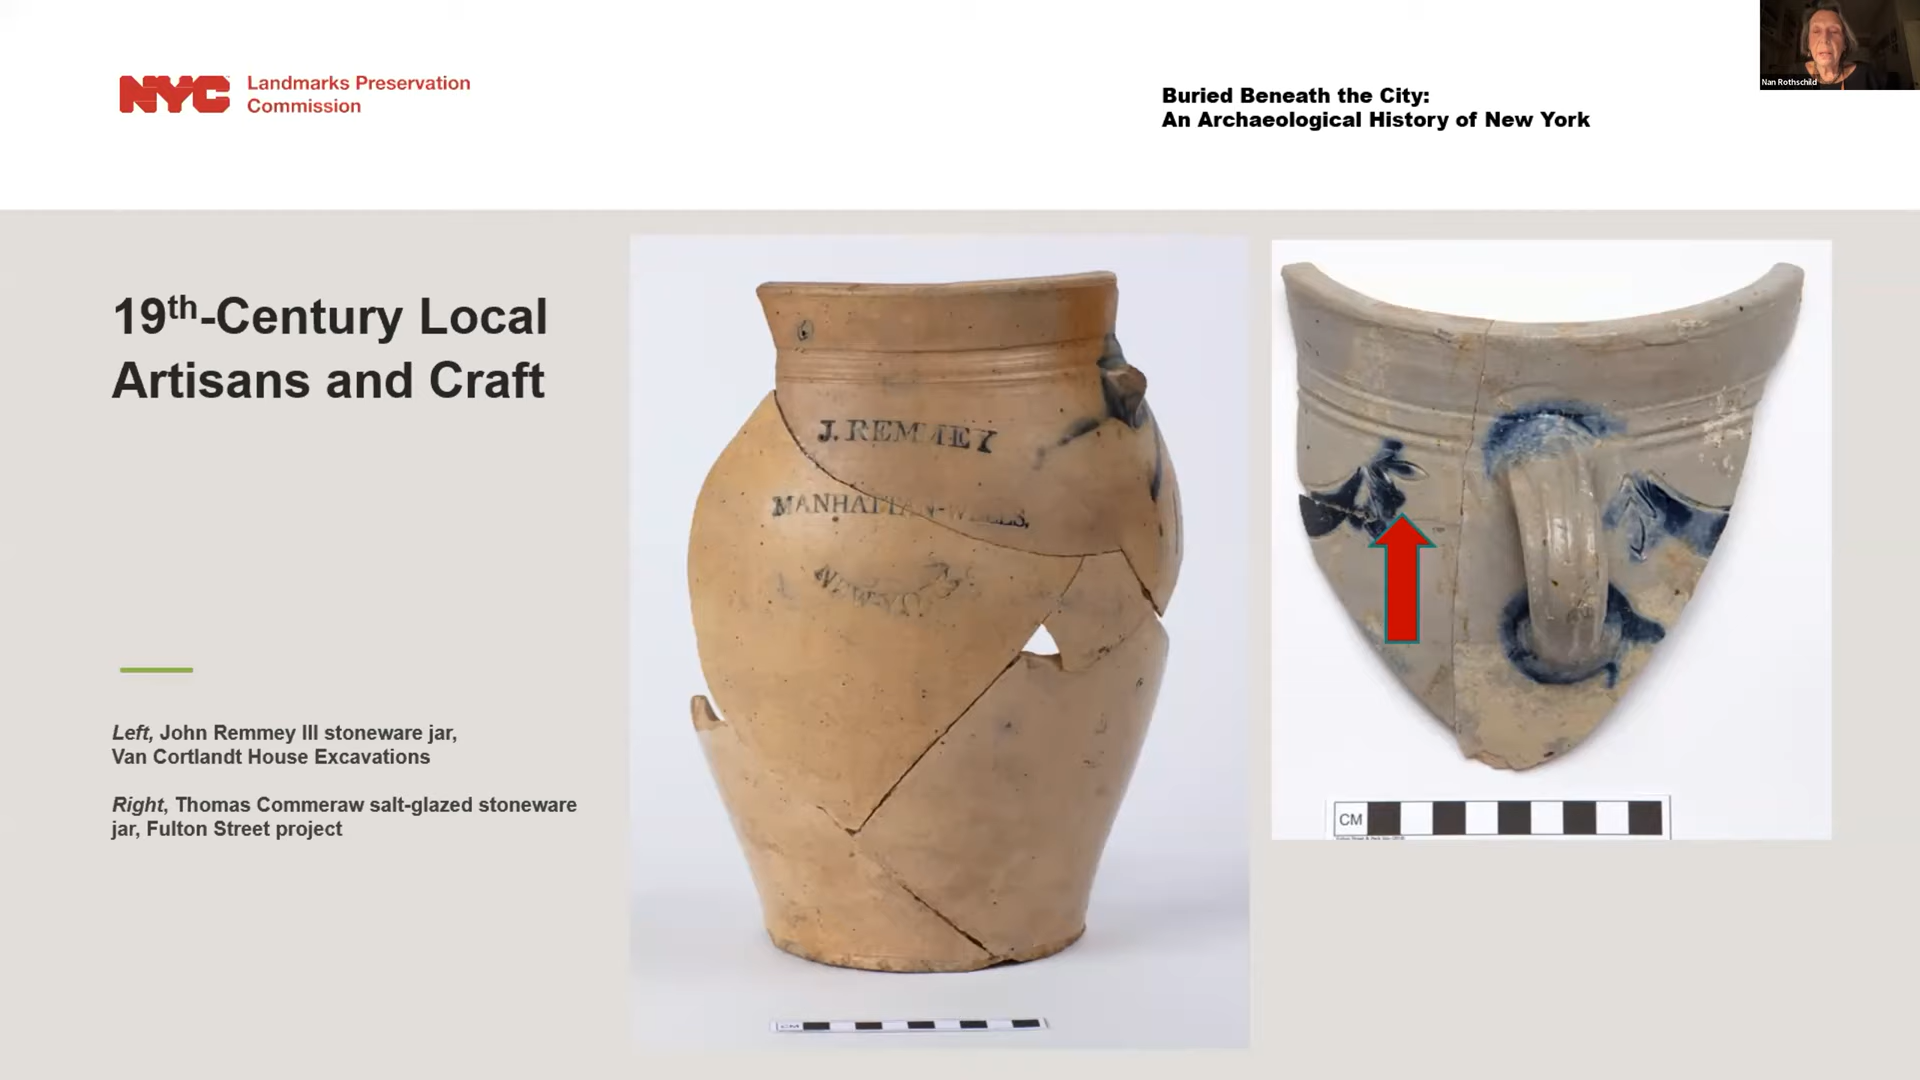 NYC Landmarks Preservation
Commission
Buried Beneath the City:
An Archaeological History of New York
Nan Rothschild
19th-Century Local
Artisans and Craft
Left, John Remmey III stoneware jar,
Van Cortlandt House Excavations
Right, Thomas Commeraw salt-glazed stoneware
jar, Fulton Street project
J. REMMEY
MANHATTAN-WELLS.
NEW-YORK
CM
CM